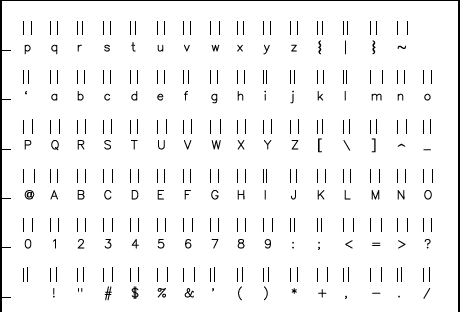 p q r s t u v w x y z { | } ~
‘ a b c d e f g h i j k l m n o
P Q R S T U V W X Y Z [ \ ] ^ _
@ A B C D E F G H I J K L M N O
0 1 2 3 4 5 6 7 8 9 : ; < = > ?
! " # $ % & ’ ( ) * + , − . /